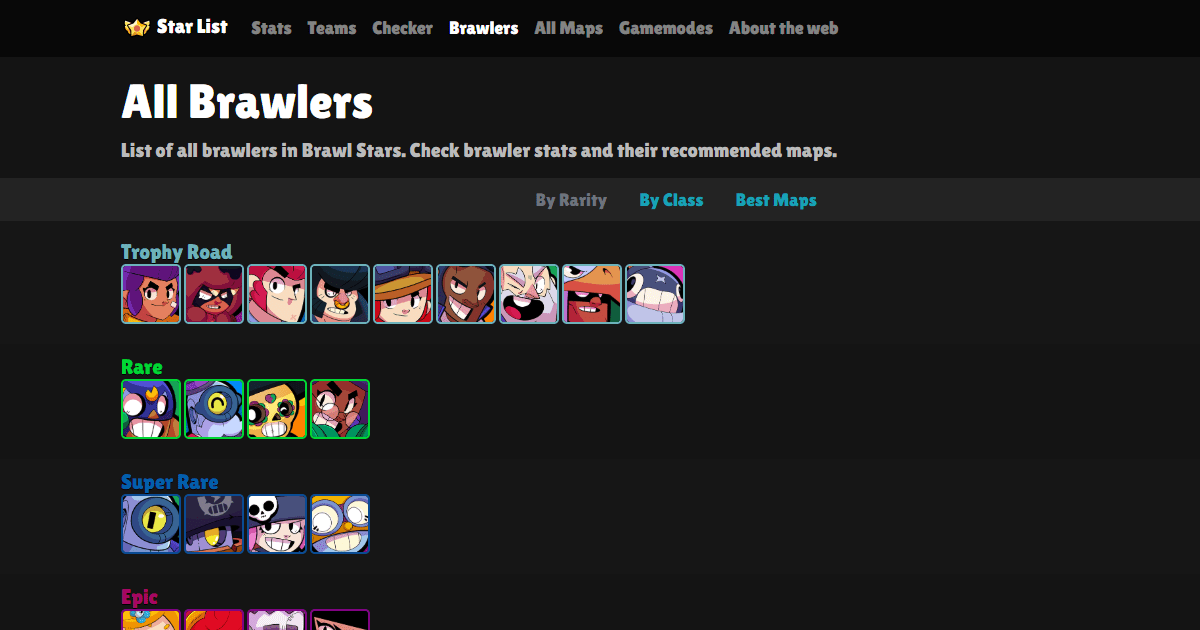 Star List Stats Teams Checker Brawlers All Maps Gamemodes About the web
All Brawlers
List of all brawlers in Brawl Stars. Check brawler stats and their recommended maps.
By Rarity By Class Best Maps
Trophy Road
Rare
Super Rare
Epic